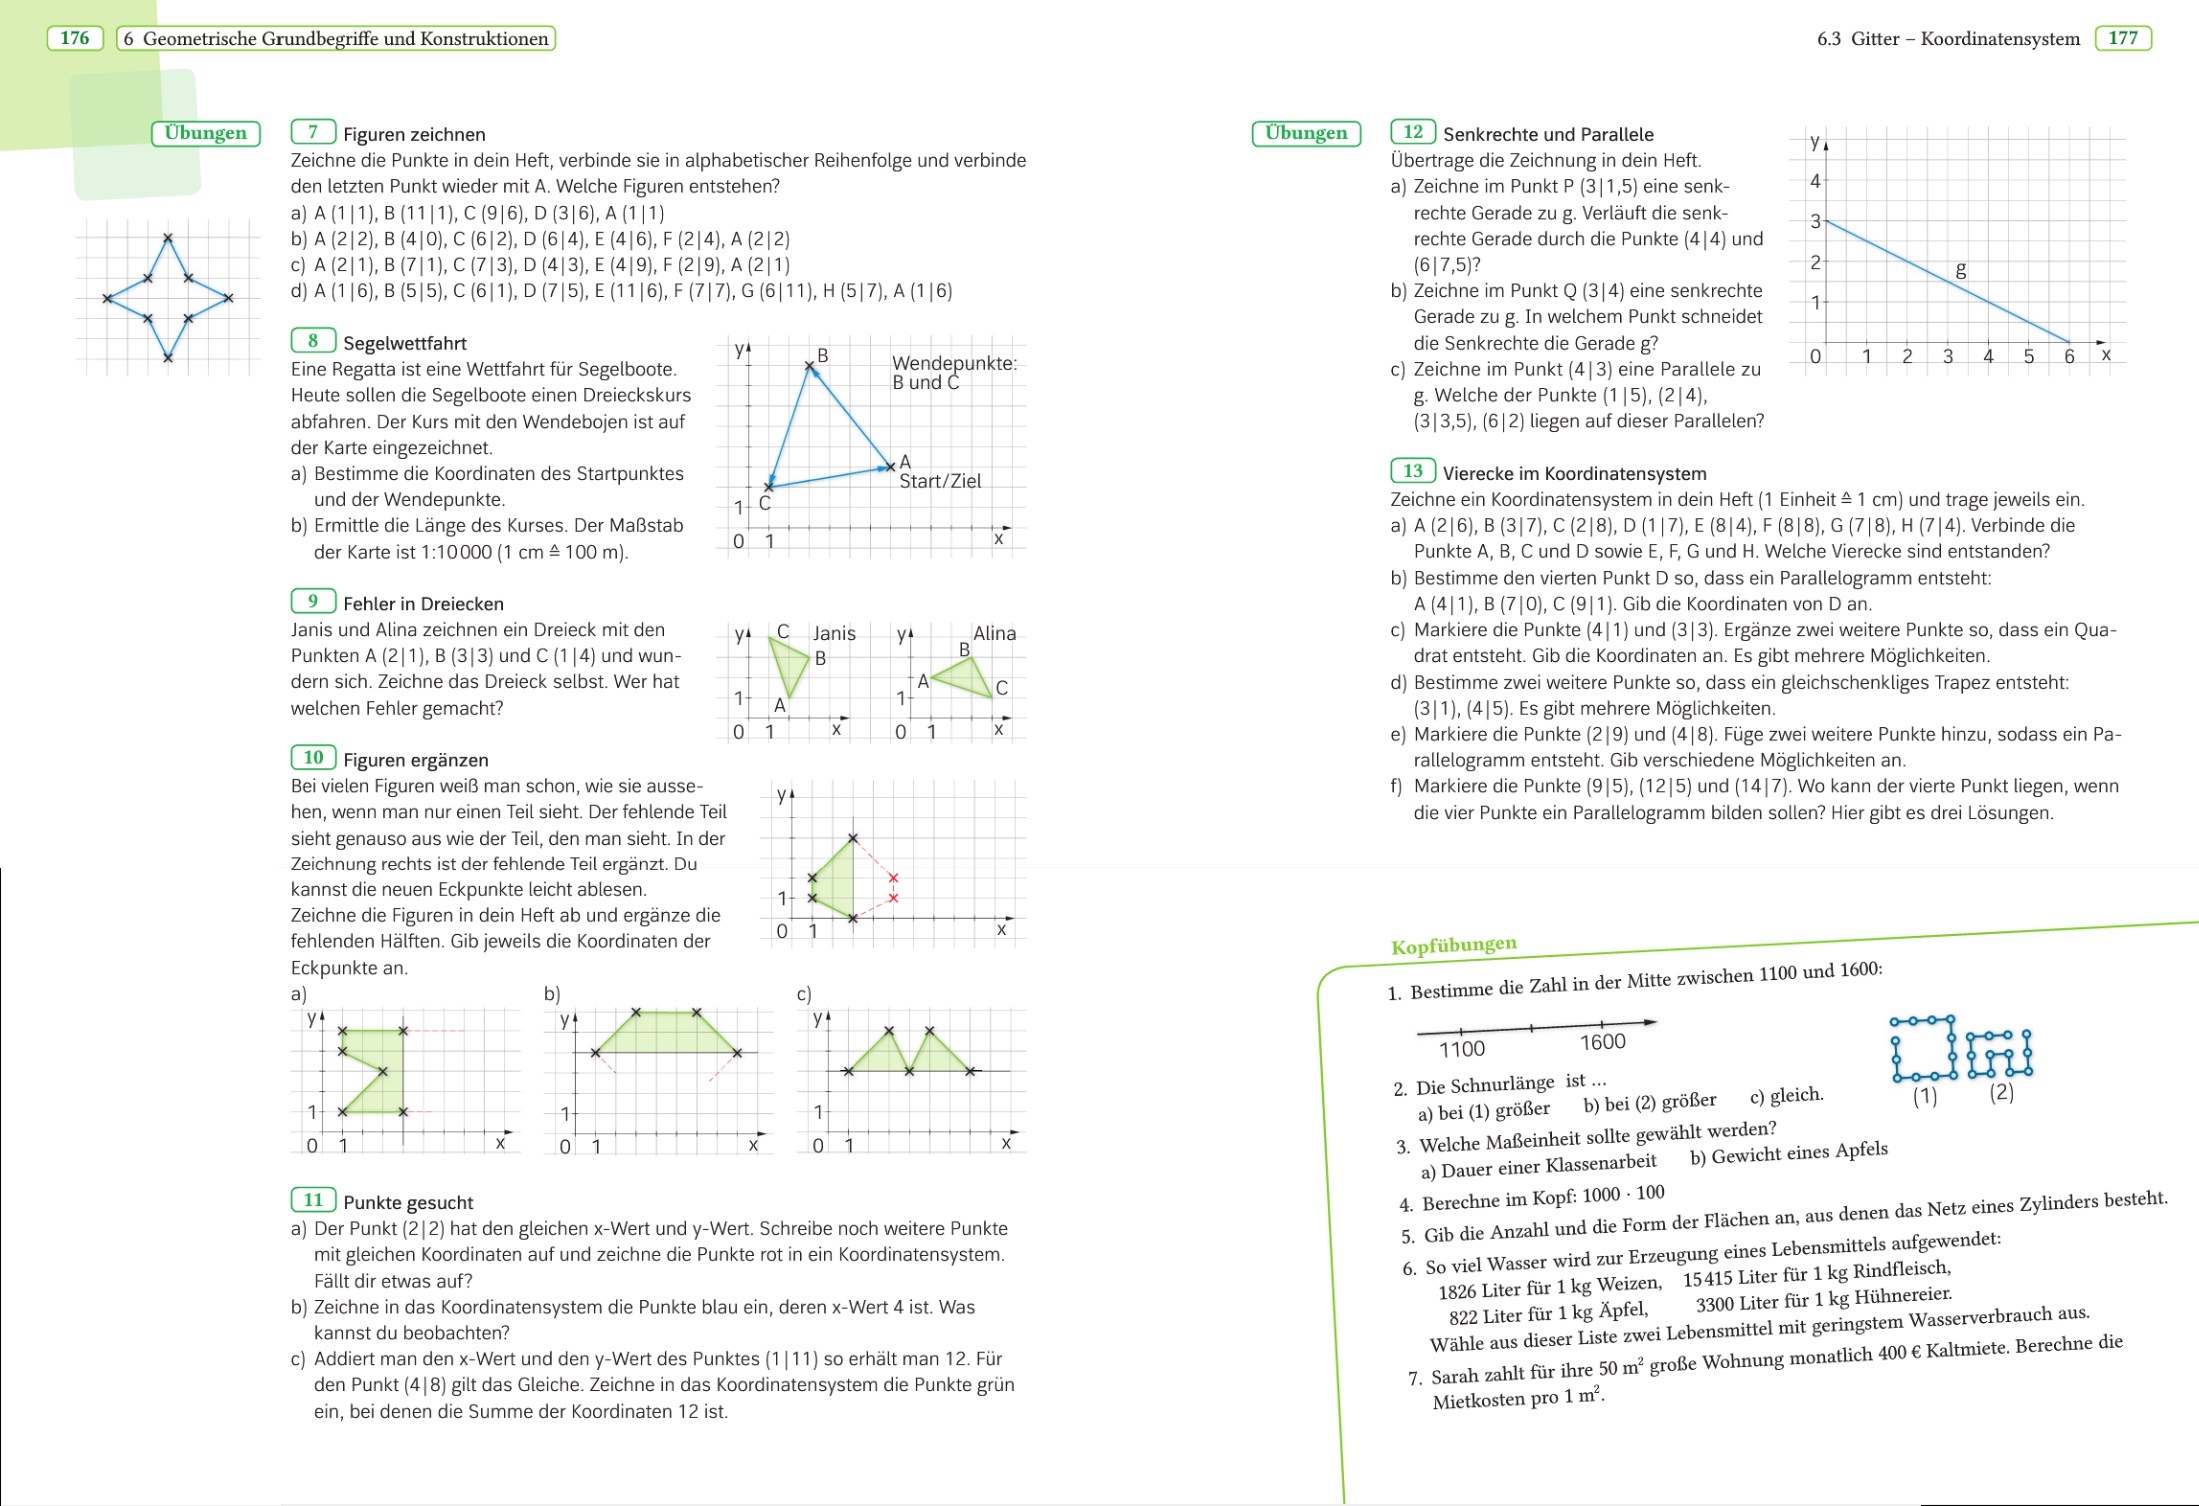 176
6 Geometrische Grundbegriffe und Konstruktionen
Übungen
7 Figuren zeichnen
Zeichne die Punkte in dein Heft, verbinde sie in alphabetischer Reihenfolge und verbinde
den letzten Punkt wieder mit A. Welche Figuren entstehen?
a) A (1|1), B (11|1), C (9|6), D (3|6), A (1|1)
b) A (2|2), B (4|0), C (6|2), D (6|4), E (4|6), F (2|4), A (2|2)
c) A (2|1), B (7|1), C (7|3), D (4|3), E (4|9), F (2|9), A (2|1)
d) A (1|6), B (5|5), C (6|1), D (7|5), E (11|6), F (7|7), G (6|11), H (5|7), A (1|6)
8 Segelwettfahrt
Eine Regatta ist eine Wettfahrt für Segelboote.
Heute sollen die Segelboote einen Dreieckskurs
abfahren. Der Kurs mit den Wendebojen ist auf
der Karte eingezeichnet.
a) Bestimme die Koordinaten des Startpunktes
und der Wendepunkte.
b) Ermittle die Länge des Kurses. Der Maßstab
der Karte ist 1:10 000 (1 cm ≙ 100 m).
y
B
Wendepunkte:
B und C
A
Start/Ziel
1
C
0 1
x
9 Fehler in Dreiecken
Janis und Alina zeichnen ein Dreieck mit den
Punkten A (2|1), B (3|3) und C (1|4) und wun-
dern sich. Zeichne das Dreieck selbst. Wer hat
welchen Fehler gemacht?
y C Janis
B
1
A
0 1 x
y Alina
B
A
C
1
0 1 x
10 Figuren ergänzen
Bei vielen Figuren weiß man schon, wie sie ausse-
hen, wenn man nur einen Teil sieht. Der fehlende Teil
sieht genauso aus wie der Teil, den man sieht. In der
Zeichnung rechts ist der fehlende Teil ergänzt. Du
kannst die neuen Eckpunkte leicht ablesen.
Zeichne die Figuren in dein Heft ab und ergänze die
fehlenden Hälften. Gib jeweils die Koordinaten der
Eckpunkte an.
y
1
0 1 x
a)
y
1
0 1 x
b)
y
1
0 1 x
c)
y
1
0 1 x
11 Punkte gesucht
a) Der Punkt (2|2) hat den gleichen x-Wert und y-Wert. Schreibe noch weitere Punkte
mit gleichen Koordinaten auf und zeichne die Punkte rot in ein Koordinatensystem.
Fällt dir etwas auf?
b) Zeichne in das Koordinatensystem die Punkte blau ein, deren x-Wert 4 ist. Was
kannst du beobachten?
c) Addiert man den x-Wert und den y-Wert des Punktes (1|11) so erhält man 12. Für
den Punkt (4|8) gilt das Gleiche. Zeichne in das Koordinatensystem die Punkte grün
ein, bei denen die Summe der Koordinaten 12 ist.
6.3 Gitter – Koordinatensystem
177
Übungen
12 Senkrechte und Parallele
Übertrage die Zeichnung in dein Heft.
a) Zeichne im Punkt P (3|1,5) eine senk-
rechte Gerade zu g. Verläuft die senk-
rechte Gerade durch die Punkte (4|4) und
(6|7,5)?
b) Zeichne im Punkt Q (3|4) eine senkrechte
Gerade zu g. In welchem Punkt schneidet
die Senkrechte die Gerade g?
c) Zeichne im Punkt (4|3) eine Parallele zu
g. Welche der Punkte (1|5), (2|4),
(3|3,5), (6|2) liegen auf dieser Parallelen?
y
4
3
2
g
1
0 1 2 3 4 5 6 x
13 Vierecke im Koordinatensystem
Zeichne ein Koordinatensystem in dein Heft (1 Einheit ≙ 1 cm) und trage jeweils ein.
a) A (2|6), B (3|7), C (2|8), D (1|7), E (8|4), F (8|8), G (7|8), H (7|4). Verbinde die
Punkte A, B, C und D sowie E, F, G und H. Welche Vierecke sind entstanden?
b) Bestimme den vierten Punkt D so, dass ein Parallelogramm entsteht:
A (4|1), B (7|0), C (9|1). Gib die Koordinaten von D an.
c) Markiere die Punkte (4|1) und (3|3). Ergänze zwei weitere Punkte so, dass ein Qua-
drat entsteht. Gib die Koordinaten an. Es gibt mehrere Möglichkeiten.
d) Bestimme zwei weitere Punkte so, dass ein gleichschenkliges Trapez entsteht:
(3|1), (4|5). Es gibt mehrere Möglichkeiten.
e) Markiere die Punkte (2|9) und (4|8). Füge zwei weitere Punkte hinzu, sodass ein Pa-
rallelogramm entsteht. Gib verschiedene Möglichkeiten an.
f) Markiere die Punkte (9|5), (12|5) und (14|7). Wo kann der vierte Punkt liegen, wenn
die vier Punkte ein Parallelogramm bilden sollen? Hier gibt es drei Lösungen.
Kopfübungen
1. Bestimme die Zahl in der Mitte zwischen 1100 und 1600:
1100 1600
2. Die Schnurlänge ist ...
a) bei (1) größer b) bei (2) größer c) gleich.
(1) (2)
3. Welche Maßeinheit sollte gewählt werden?
a) Dauer einer Klassenarbeit b) Gewicht eines Apfels
4. Berechne im Kopf: 1000 · 100
5. Gib die Anzahl und die Form der Flächen an, aus denen das Netz eines Zylinders besteht.
6. So viel Wasser wird zur Erzeugung eines Lebensmittels aufgewendet:
1826 Liter für 1 kg Weizen, 15 415 Liter für 1 kg Rindfleisch,
822 Liter für 1 kg Äpfel, 3300 Liter für 1 kg Hühnereier.
Wähle aus dieser Liste zwei Lebensmittel mit geringstem Wasserverbrauch aus.
7. Sarah zahlt für ihre 50 m² große Wohnung monatlich 400 € Kaltmiete. Berechne die
Mietkosten pro 1 m².